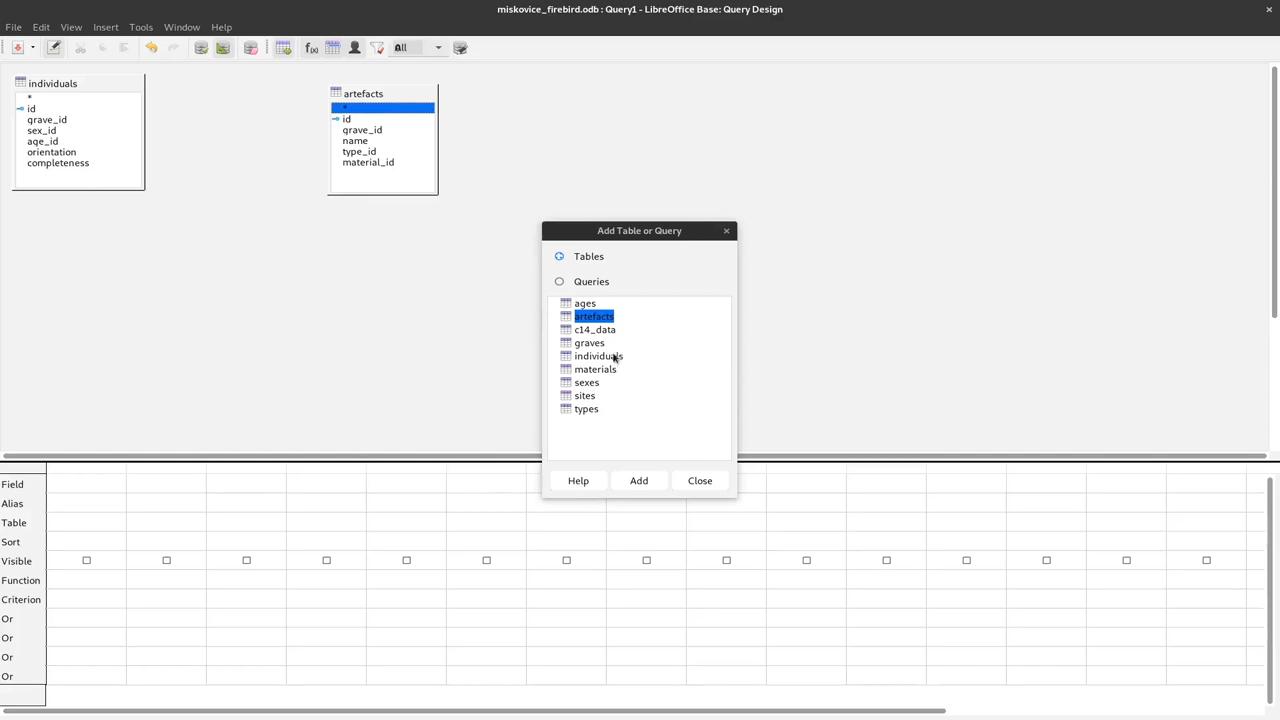 miskovice_firebird.odb : Query1 - LibreOffice Base: Query Design
File Edit View Insert Tools Window Help
f(x) All
individuals
*
id
grave_id
sex_id
age_id
orientation
completeness
artefacts
*
id
grave_id
name
type_id
material_id
Add Table or Query
Tables
Queries
ages
artefacts
c14_data
graves
individuals
materials
sexes
sites
types
Help Add Close
Field
Alias
Table
Sort
Visible
Function
Criterion
Or
Or
Or
Or